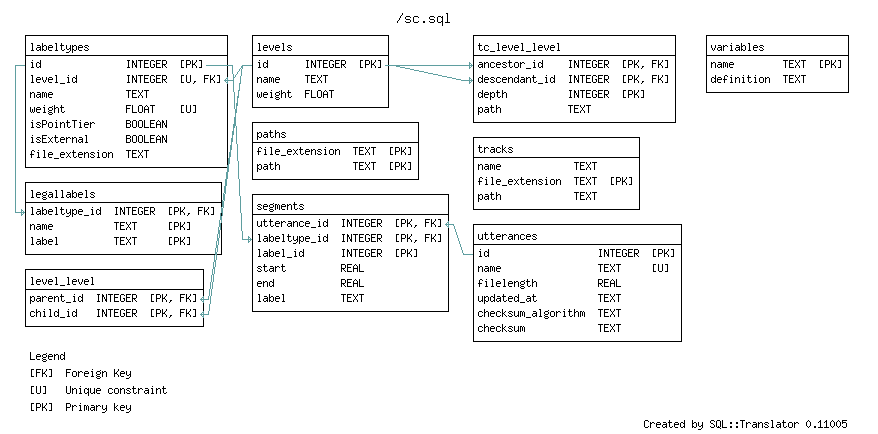 /sc.sql
labeltypes
id INTEGER [PK]
level_id INTEGER [U, FK]
name TEXT
weight FLOAT [U]
isPointTier BOOLEAN
isExternal BOOLEAN
file_extension TEXT
legallabels
labeltype_id INTEGER [PK, FK]
name TEXT [PK]
label TEXT [PK]
level_level
parent_id INTEGER [PK, FK]
child_id INTEGER [PK, FK]
levels
id INTEGER [PK]
name TEXT
weight FLOAT
paths
file_extension TEXT [PK]
path TEXT [PK]
segments
utterance_id INTEGER [PK, FK]
labeltype_id INTEGER [PK, FK]
label_id INTEGER [PK]
start REAL
end REAL
label TEXT
tc_level_level
ancestor_id INTEGER [PK, FK]
descendant_id INTEGER [PK, FK]
depth INTEGER [PK]
path TEXT
tracks
name TEXT
file_extension TEXT [PK]
path TEXT
utterances
id INTEGER [PK]
name TEXT [U]
filelength REAL
updated_at TEXT
checksum_algorithm TEXT
checksum TEXT
variables
name TEXT [PK]
definition TEXT
Legend
[FK] Foreign Key
[U] Unique constraint
[PK] Primary key
Created by SQL::Translator 0.11005